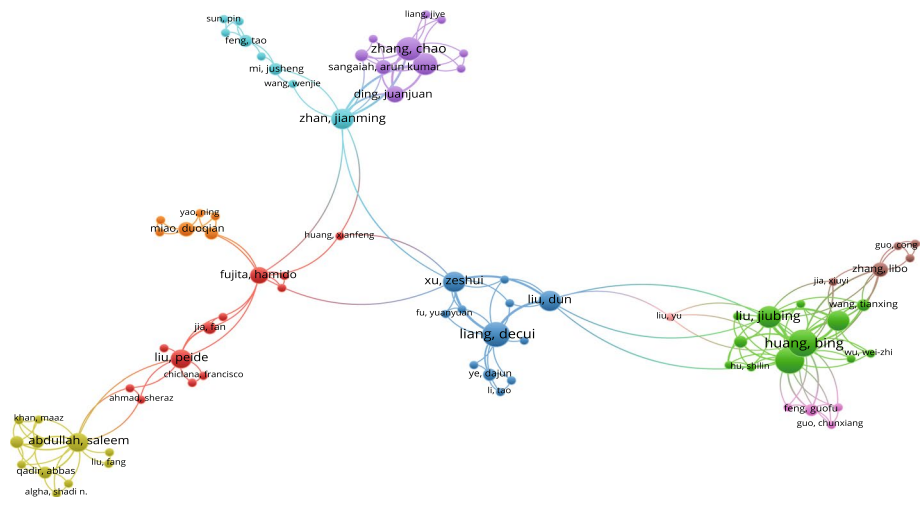 sun, pin
liang, jiye
feng, tao
zhang, chao
mi, jusheng
sangaiah, arun kumar
wang, wenjie
ding, juanjuan
zhan, jianming
yao, ning
miao, duoqian
huang, xianfeng
guo, cong
fujita, hamido
zhang, libo
xu, zeshui
jia, xiuyi
liu, dun
wang, tianxing
fu, yuanyuan
liu, yu
liu, jiubing
jia, fan
liang, decui
huang, bing
liu, peide
wu, wei-zhi
chiclana, francisco
ye, dajun
hu, shilin
li, tao
ahmad, sheraz
feng, guofu
khan, maaz
guo, chunxiang
abdullah, saleem
liu, fang
qadir, abbas
algha, shadi n.